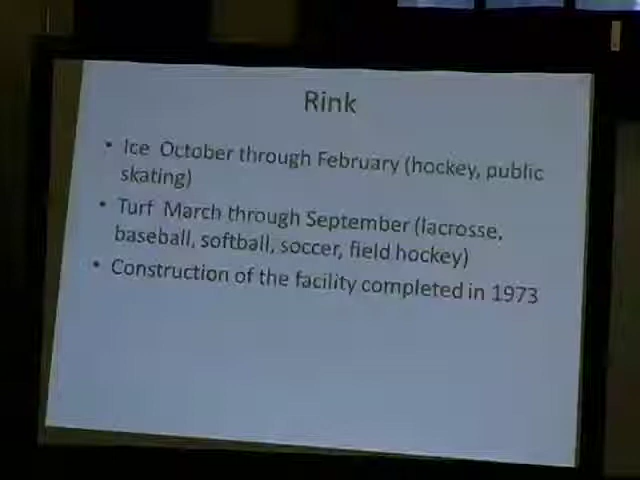 Rink
• Ice October through February (hockey, public
skating)
• Turf March through September (lacrosse,
baseball, softball, soccer, field hockey)
• Construction of the facility completed in 1973